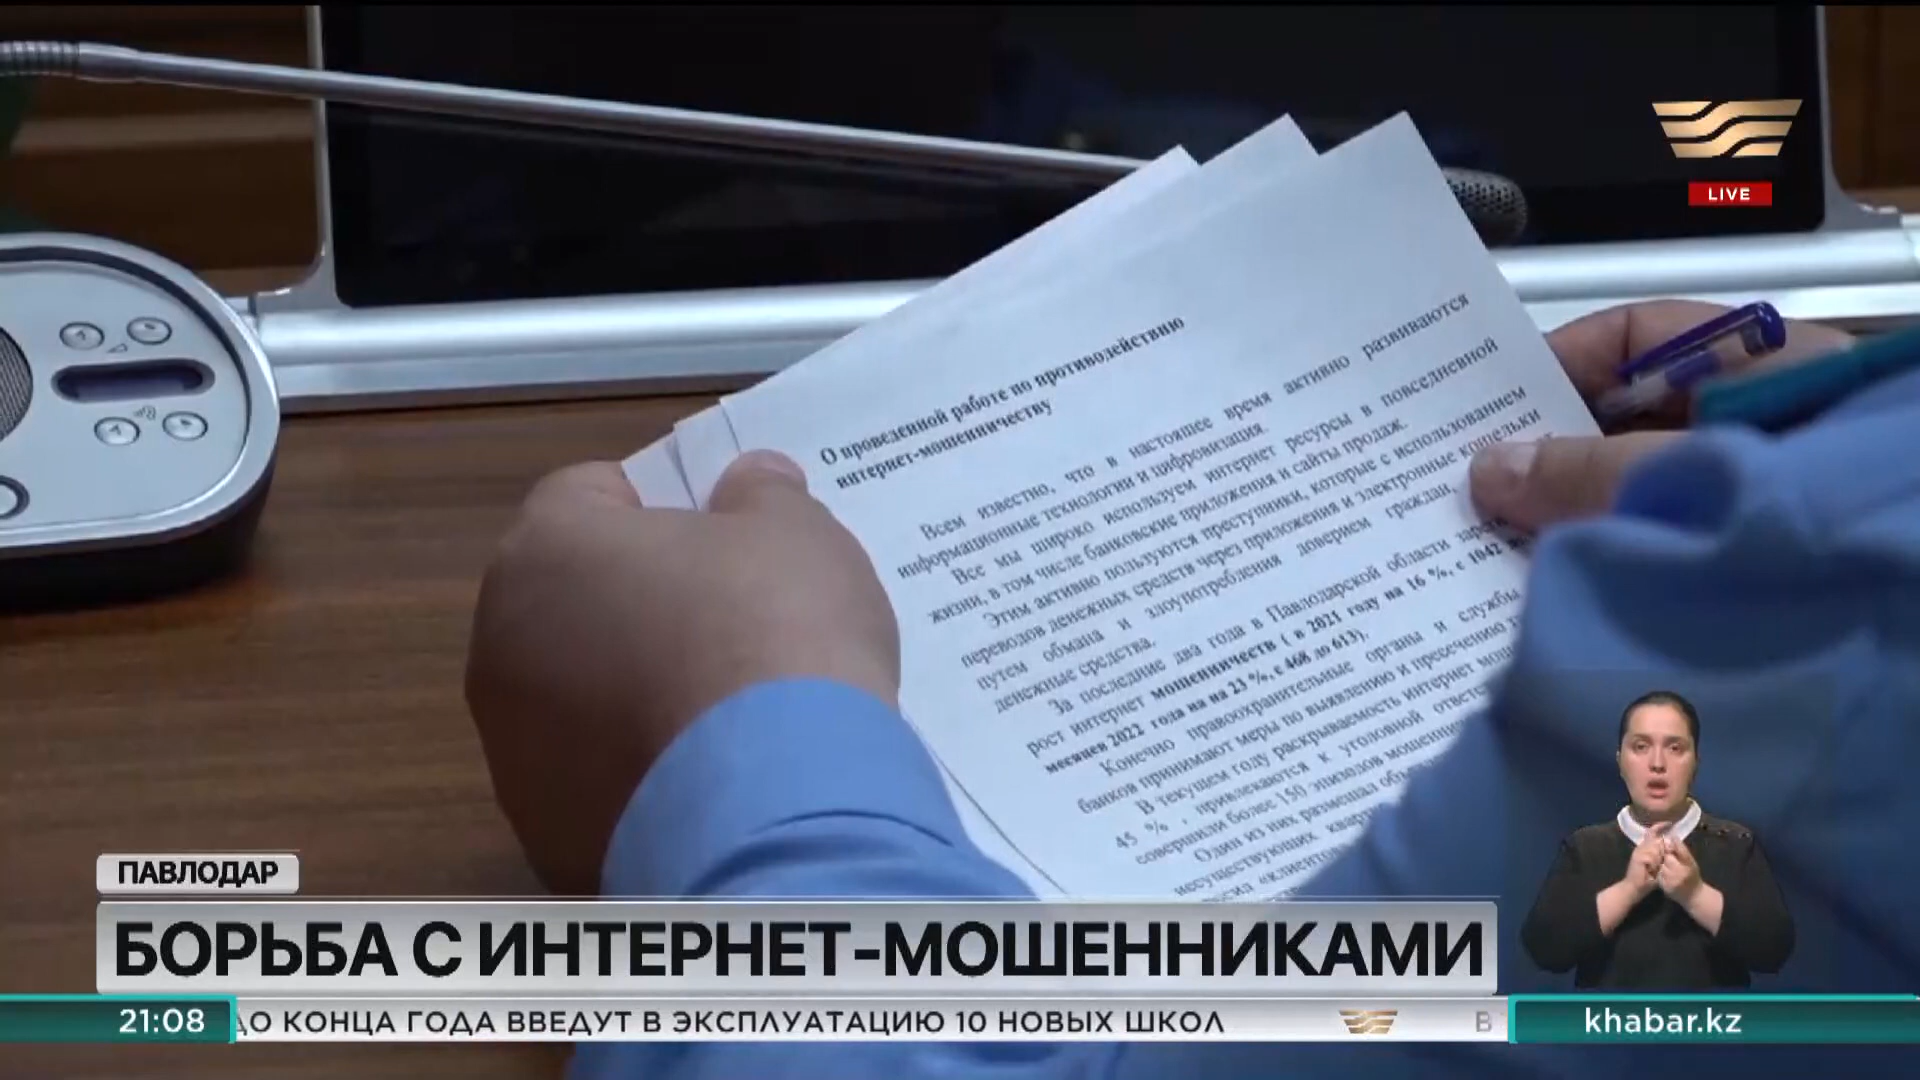 LIVE
О проведенной работе по противодействию
интернет-мошенничеству
Всем известно, что в настоящее время активно развиваются
информационные технологии и цифровизация.
Все мы широко используем интернет ресурсы в повседневной
жизни, в том числе банковские приложения и сайты продаж.
Этим активно пользуются преступники, которые с использованием
переводов денежных средств через приложения и электронные кошельки
путем обмана и злоупотребления доверием граждан,
денежные средства.
За последние два года в Павлодарской области
рост интернет мошенничеств ( в 2021 году на 16 %, с 1042
месяцев 2022 года на на 23 %, с 468 до 613).
Конечно правоохранительные органы и службы
банков принимают меры по выявлению и пресечению
В текущем году раскрываемость интернет
45 % , привлекаются к уголовной
совершили более 150 эпизодов
Один из них размещал
несуществующих
ПАВЛОДАР
БОРЬБА С ИНТЕРНЕТ-МОШЕННИКАМИ
21:08 ДО КОНЦА ГОДА ВВЕДУТ В ЭКСПЛУАТАЦИЮ 10 НОВЫХ ШКОЛ В khabar.kz